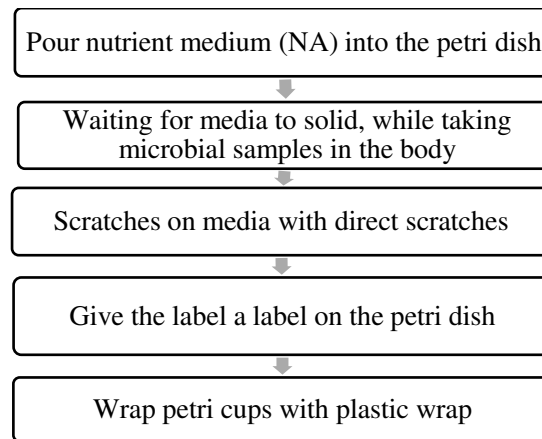 Pour nutrient medium (NA) into the petri dish
Waiting for media to solid, while taking
microbial samples in the body
Scratches on media with direct scratches
Give the label a label on the petri dish
Wrap petri cups with plastic wrap